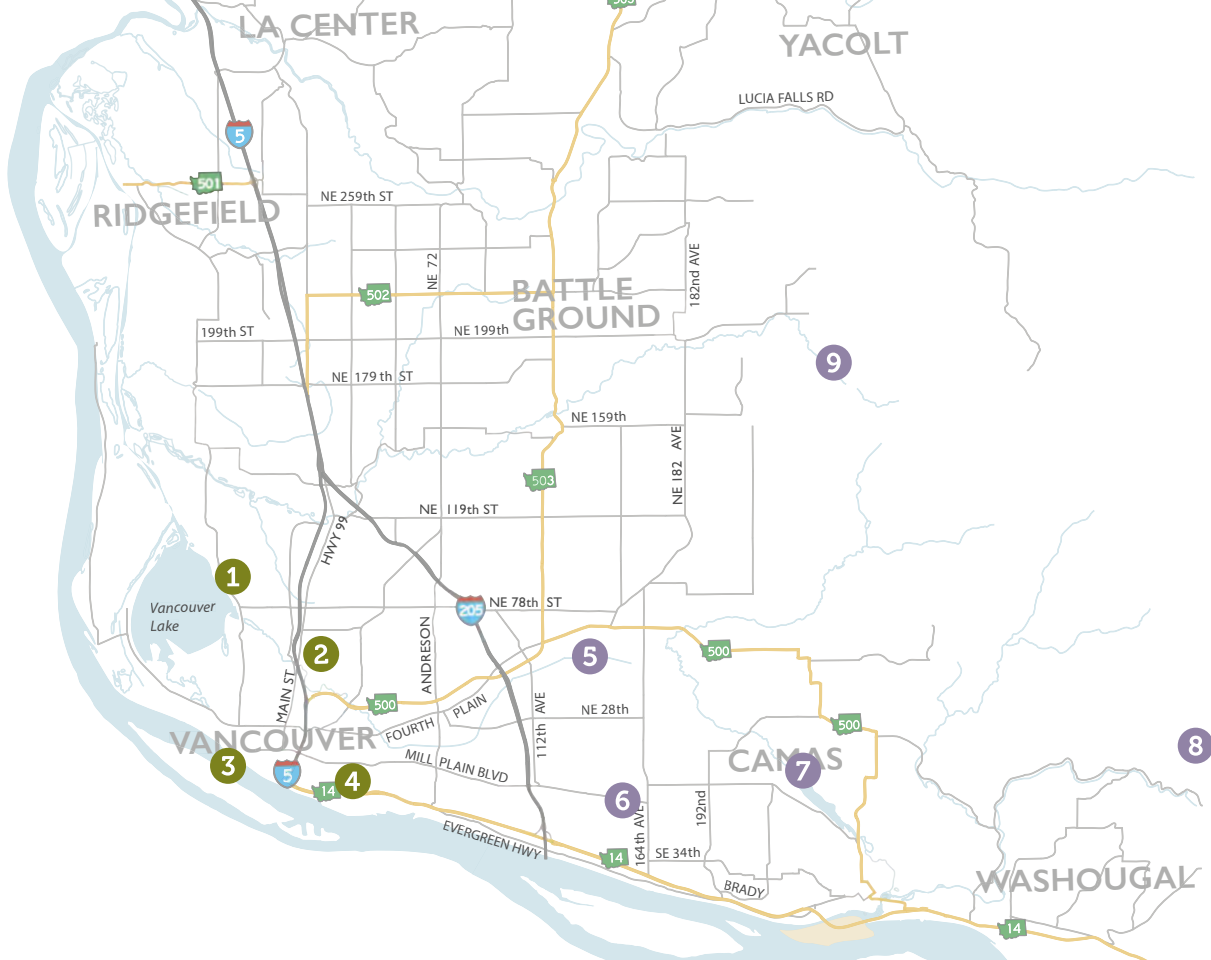 503
LA CENTER
YACOLT
LUCIA FALLS RD
5
501
RIDGEFIELD
NE 259th ST
NE 72
182nd AVE
502
BATTLE
GROUND
199th ST
NE 199th
9
NE 179th ST
NE 159th
NE 182 AVE
503
NE 119th ST
HWY 99
1
Vancouver
Lake
NE 78th ST
205
2
ANDRESON
5
500
MAIN ST
500
FOURTH PLAIN
112th AVE
NE 28th
500
8
VANCOUVER
3
5
14
4
MILL PLAIN BLVD
CAMAS
7
6
164th AVE
192nd
EVERGREEN HWY
14
SE 34th
BRADY
WASHOUGAL
14